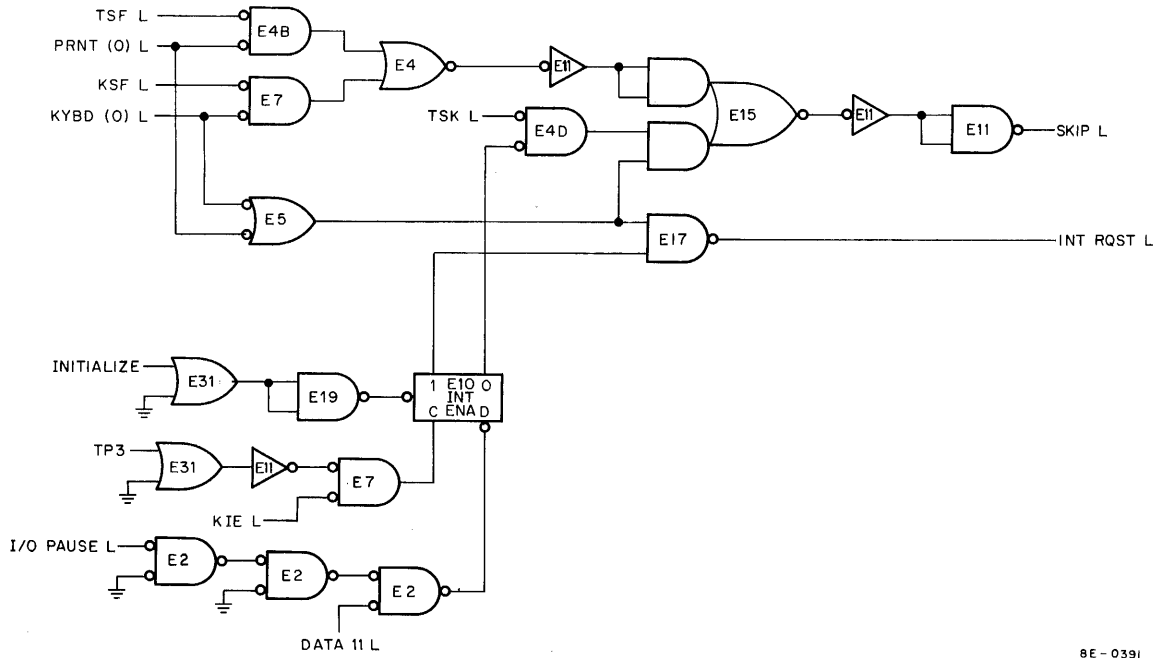 TSF L
E4B
PRNT (0) L
KSF L
E7
KYBD (0) L
E4
E11
E15
E11
E11
SKIP L
TSK L
E4D
E5
E17
INT RQST L
INITIALIZE
E31
E19
1 E10 0
INT
C ENA D
TP3
E31
E11
E7
KIE L
I/O PAUSE L
E2
E2
E2
DATA 11 L
8E-0391